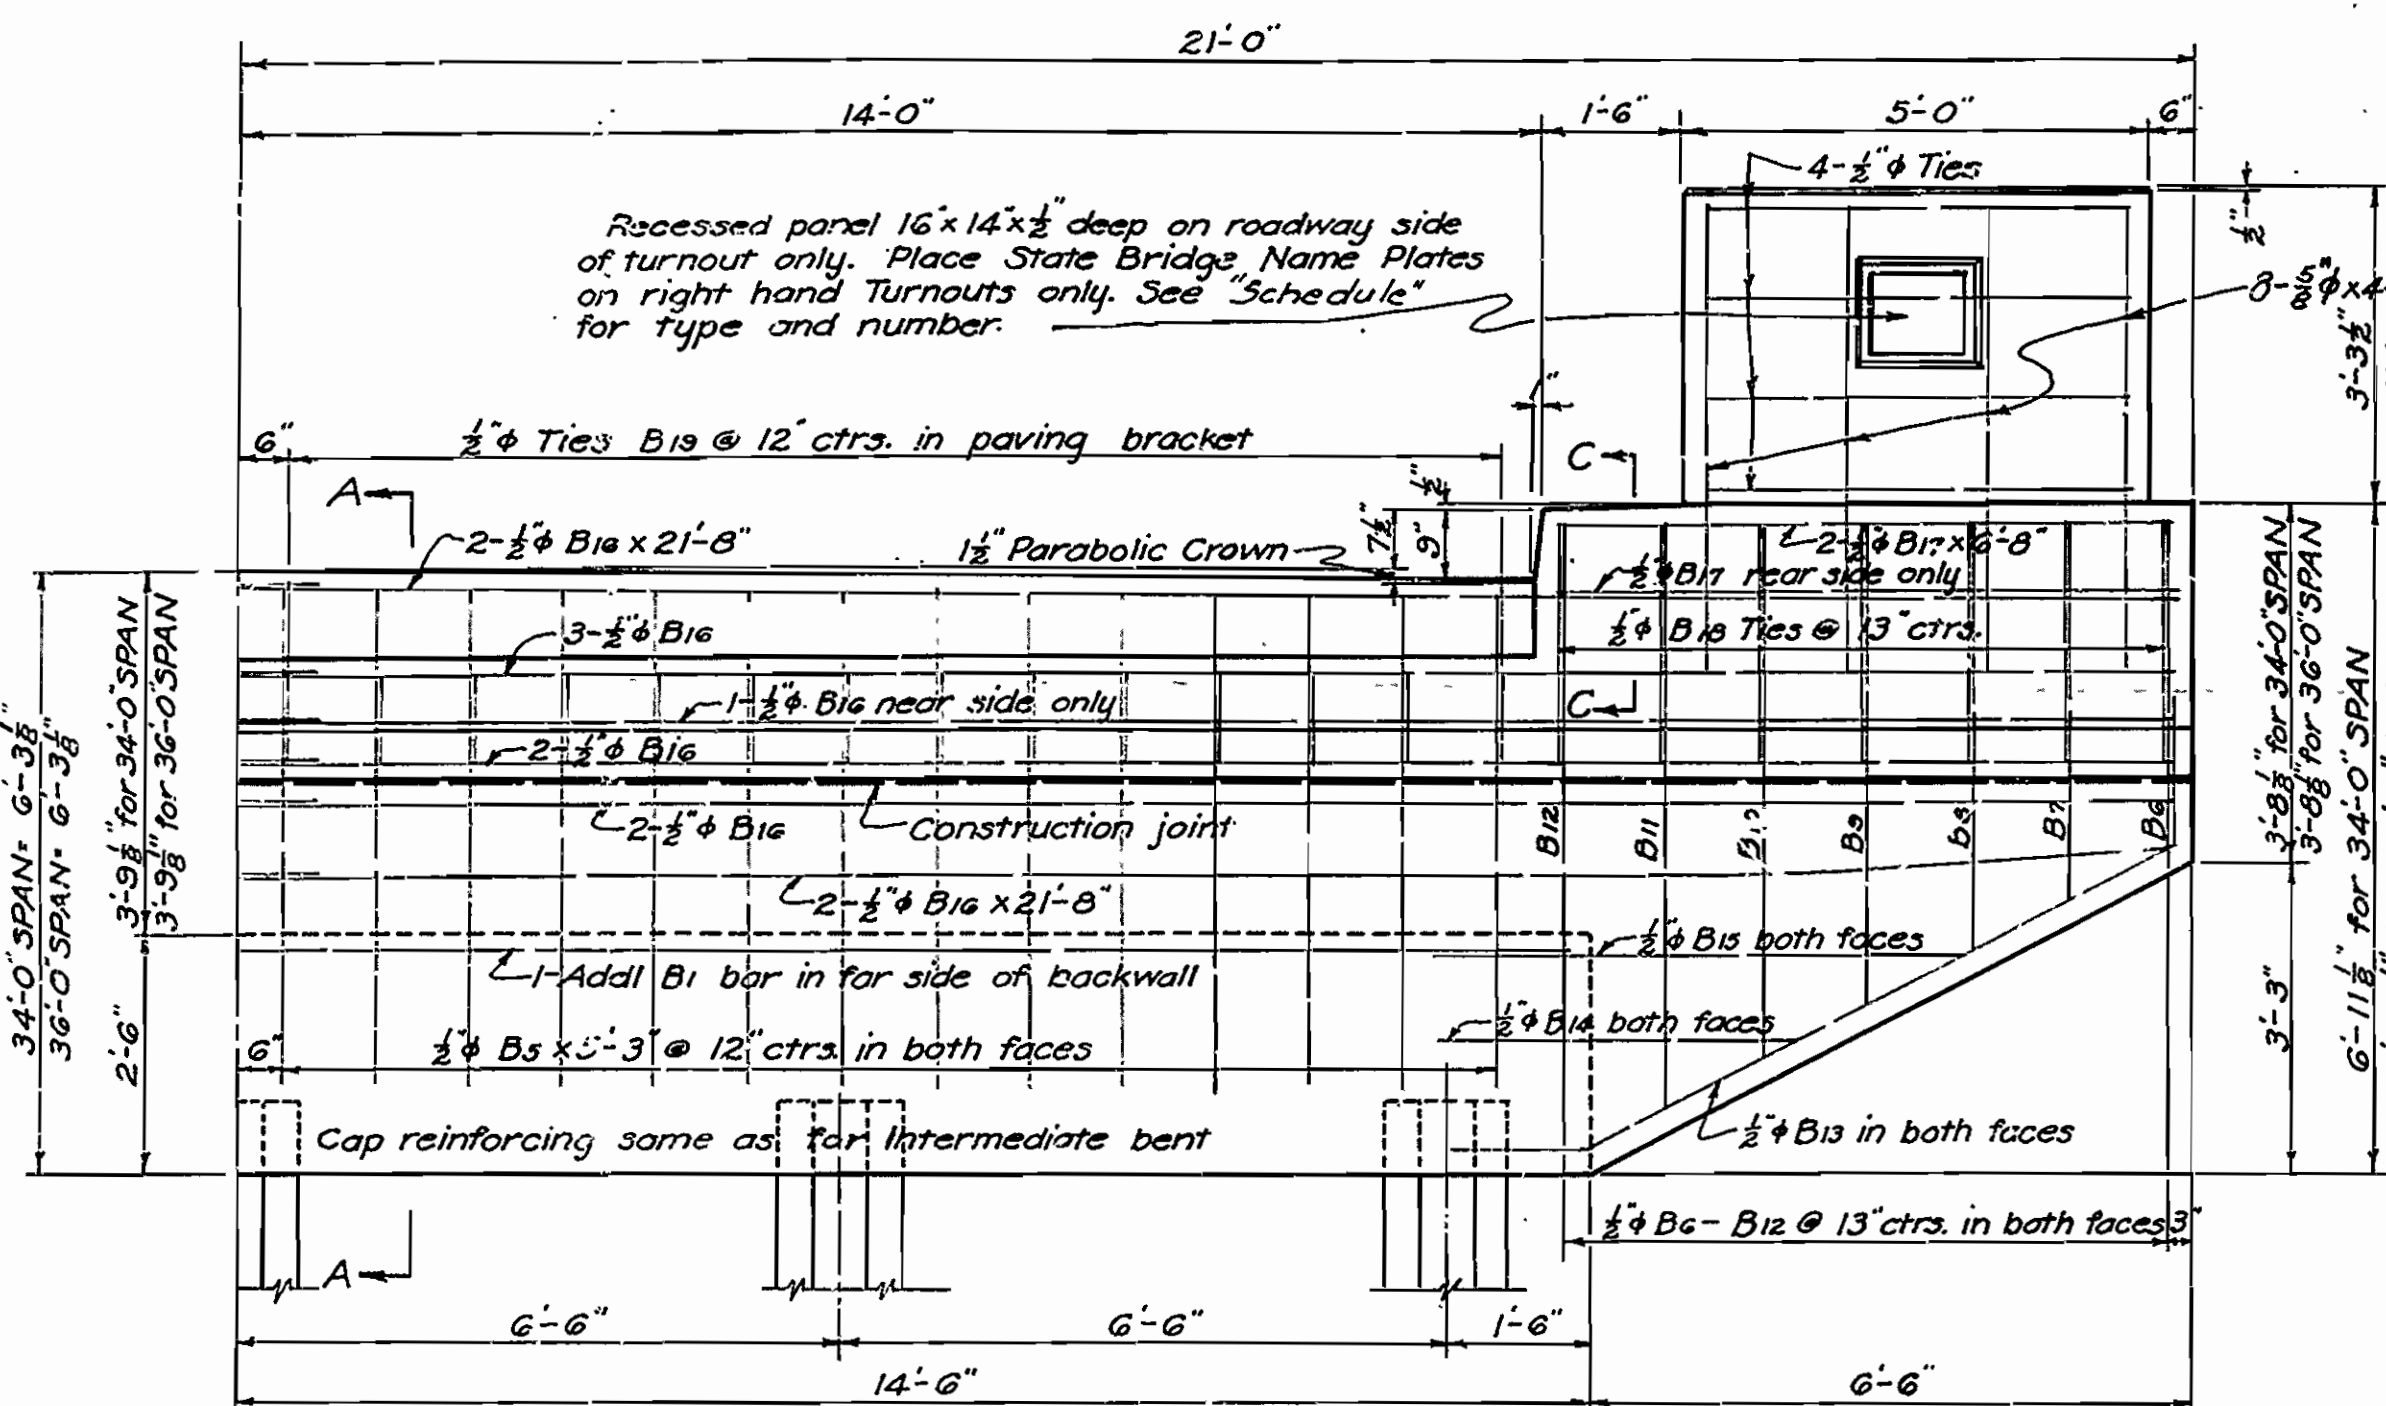 21'-0"
14'-0"
1'-6"
5'-0"
6"
4-½"ϕ Ties
½"
Recessed panel 16"x14"x½" deep on roadway side
of turnout only. Place State Bridge Name Plates
on right hand Turnouts only. See "Schedule"
for type and number.
8-⅝"ϕx4-
3'-3½"
6"
½"ϕ Ties B19 @ 12" ctrs. in paving bracket
A
C
½"
7½"
9"
2-½"ϕ B16 x 21'-8"
1½" Parabolic Crown
2-½"ϕ B17 x 6'-8"
½"ϕ B17 rear side only
½"ϕ B18 Ties @ 13" ctrs.
3-½"ϕ B16
1-½"ϕ B16 near side only
C
2-½"ϕ B16
2-½"ϕ B16
Construction joint
B12
B11
B9
B8
B7
B6
2-½"ϕ B16 x 21'-8"
½"ϕ B15 both faces
1-Addl B1 bar in far side of backwall
½"ϕ B14 both faces
6"
½"ϕ B5 x 5'-3" @ 12" ctrs. in both faces
Cap reinforcing same as for Intermediate bent
½"ϕ B13 in both faces
½"ϕ B6 - B12 @ 13" ctrs. in both faces
3"
A
34'-0" SPAN = 6'-3⅛"
36'-0" SPAN = 6'-3⅛"
3'-9⅛" for 34'-0" SPAN
3'-9⅛" for 36'-0" SPAN
2'-6"
3'-8⅛" for 34'-0" SPAN
3'-8⅛" for 36'-0" SPAN
3'-3"
6'-11⅛" for 34'-0" SPAN
6'-6"
6'-6"
1'-6"
14'-6"
6'-6"